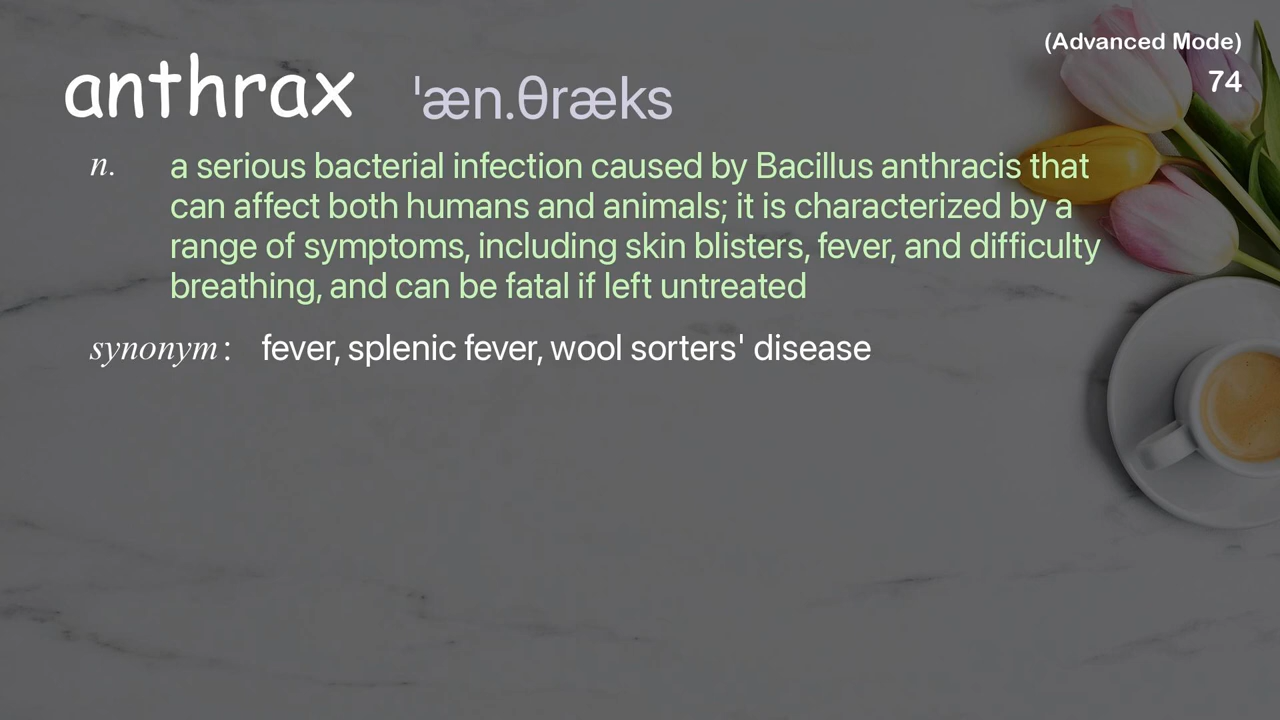 (Advanced Mode)
74
anthrax ˈæn.θræks
n. a serious bacterial infection caused by Bacillus anthracis that
can affect both humans and animals; it is characterized by a
range of symptoms, including skin blisters, fever, and difficulty
breathing, and can be fatal if left untreated
synonym : fever, splenic fever, wool sorters' disease